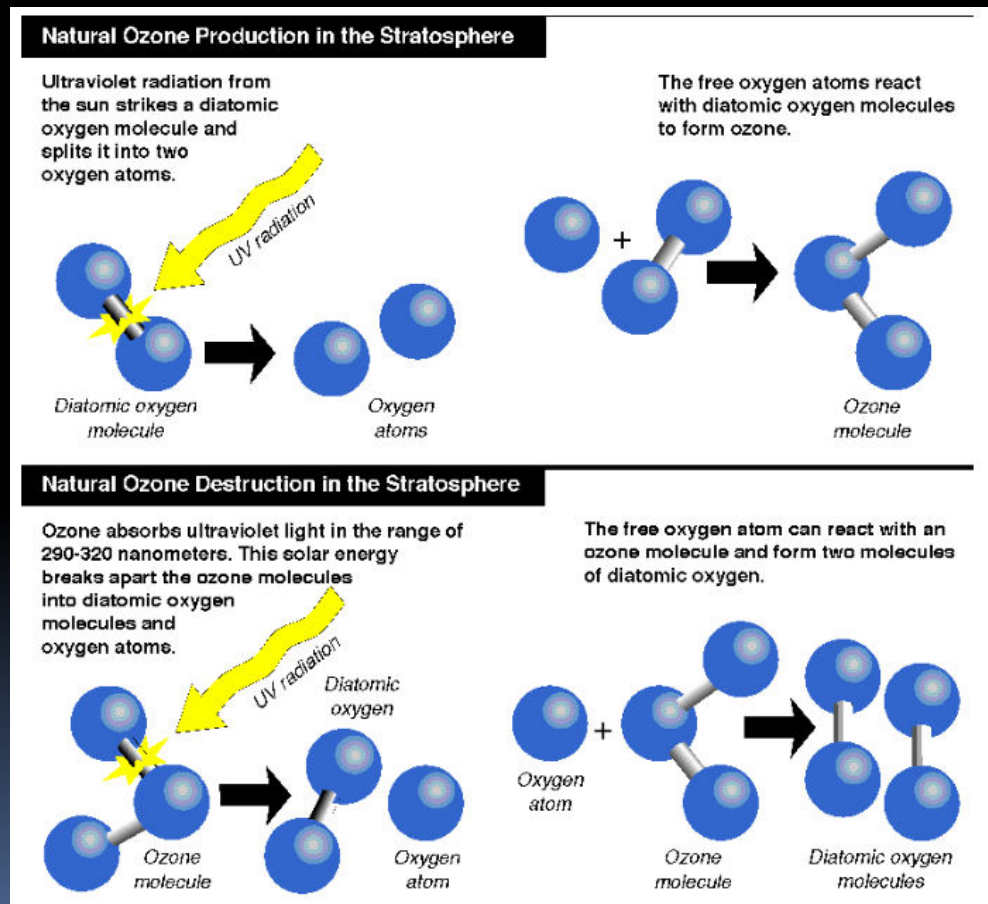 Natural Ozone Production in the Stratosphere
Ultraviolet radiation from
the sun strikes a diatomic
oxygen molecule and
splits it into two
oxygen atoms.
UV radiation
Diatomic oxygen
molecule
Oxygen
atoms
The free oxygen atoms react
with diatomic oxygen molecules
to form ozone.
+
Ozone
molecule
Natural Ozone Destruction in the Stratosphere
Ozone absorbs ultraviolet light in the range of
290-320 nanometers. This solar energy
breaks apart the ozone molecules
into diatomic oxygen
molecules and
oxygen atoms.
UV radiation
Diatomic
oxygen
Ozone
molecule
Oxygen
atom
The free oxygen atom can react with an
ozone molecule and form two molecules
of diatomic oxygen.
+
Oxygen
atom
Ozone
molecule
Diatomic oxygen
molecules